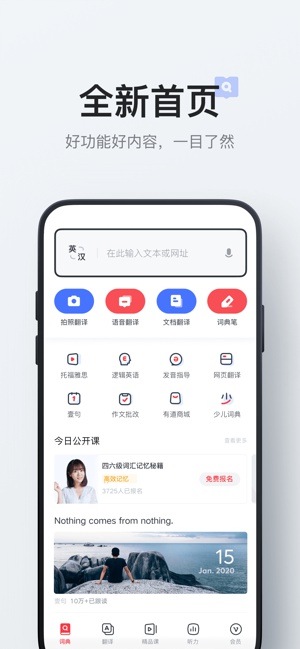 全新首页
好功能好内容，一目了然
英
汉
在此输入文本或网址
拍照翻译 语音翻译 文档翻译 词典笔
托福雅思 逻辑英语 发音指导 网页翻译
壹句 作文批改 有道商城 少儿词典
今日公开课 查看更多
四六级词汇记忆秘籍
高效记忆
3725人已报名
免费报名
Nothing comes from nothing.
15
Jan. 2020
壹句 10万+已跟读
词典 翻译 精品课 听力 会员